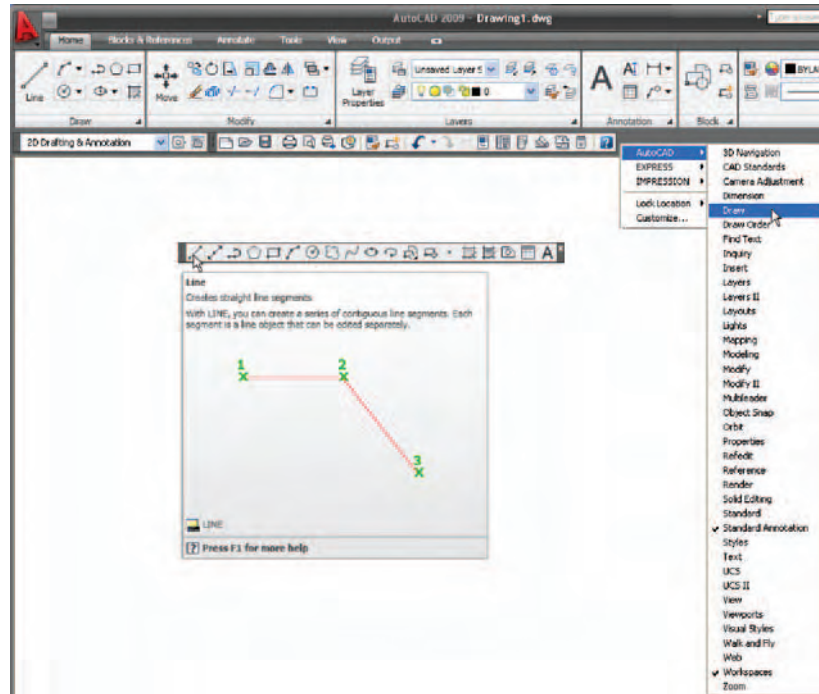 AutoCAD 2009 - Drawing1.dwg
Home Blocks & References Annotate Tools View Output
Line
Move
Layer Properties
Unsaved Layer S
0
A
BYLA
Draw Modify Layers Annotation Block
2D Drafting & Annotation
AutoCAD
EXPRESS
IMPRESSION
Lock Location
Customize...
3D Navigation
CAD Standards
Camera Adjustment
Dimension
Draw
Draw Order
Find Text
Inquiry
Insert
Layers
Layers II
Layouts
Lights
Mapping
Modeling
Modify
Modify II
Multileader
Object Snap
Orbit
Properties
Refedit
Reference
Render
Solid Editing
Standard
Standard Annotation
Styles
Text
UCS
UCS II
View
Viewports
Visual Styles
Walk and Fly
Web
Workspaces
Zoom
A
Line
Creates straight line segments
With LINE, you can create a series of contiguous line segments. Each
segment is a line object that can be edited separately.
1
2
3
LINE
Press F1 for more help